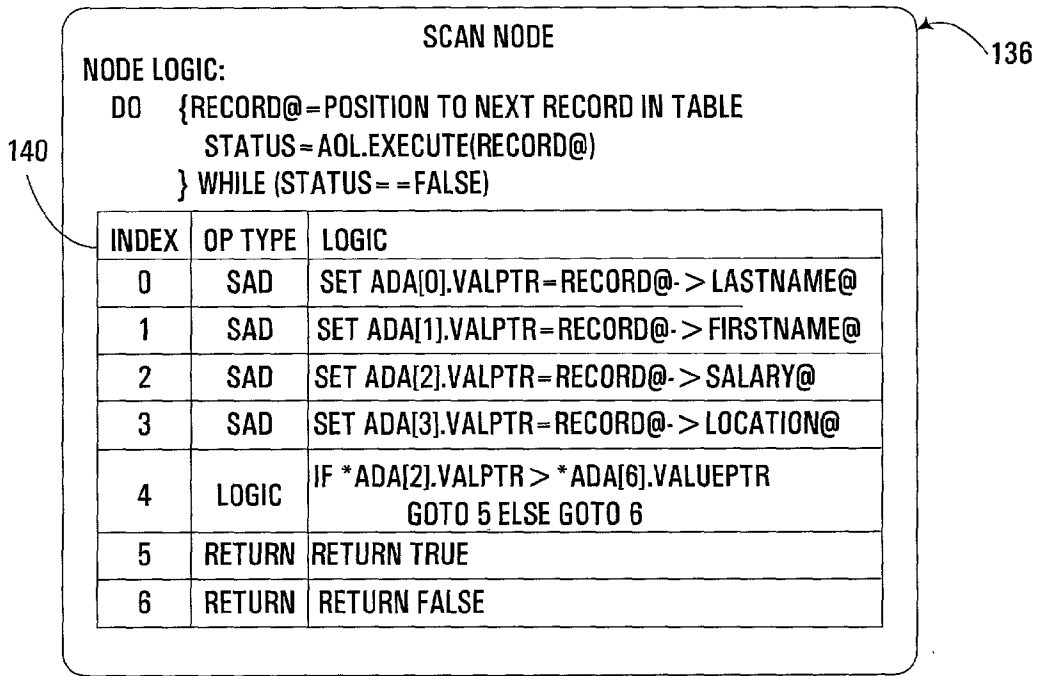 SCAN NODE
136
NODE LOGIC:
DO {RECORD@=POSITION TO NEXT RECORD IN TABLE
STATUS=AOL.EXECUTE(RECORD@)
} WHILE (STATUS==FALSE)
140
INDEX OP TYPE LOGIC
0 SAD SET ADA[0].VALPTR=RECORD@->LASTNAME@
1 SAD SET ADA[1].VALPTR=RECORD@->FIRSTNAME@
2 SAD SET ADA[2].VALPTR=RECORD@->SALARY@
3 SAD SET ADA[3].VALPTR=RECORD@->LOCATION@
4 LOGIC IF *ADA[2].VALPTR > *ADA[6].VALUEPTR
GOTO 5 ELSE GOTO 6
5 RETURN RETURN TRUE
6 RETURN RETURN FALSE